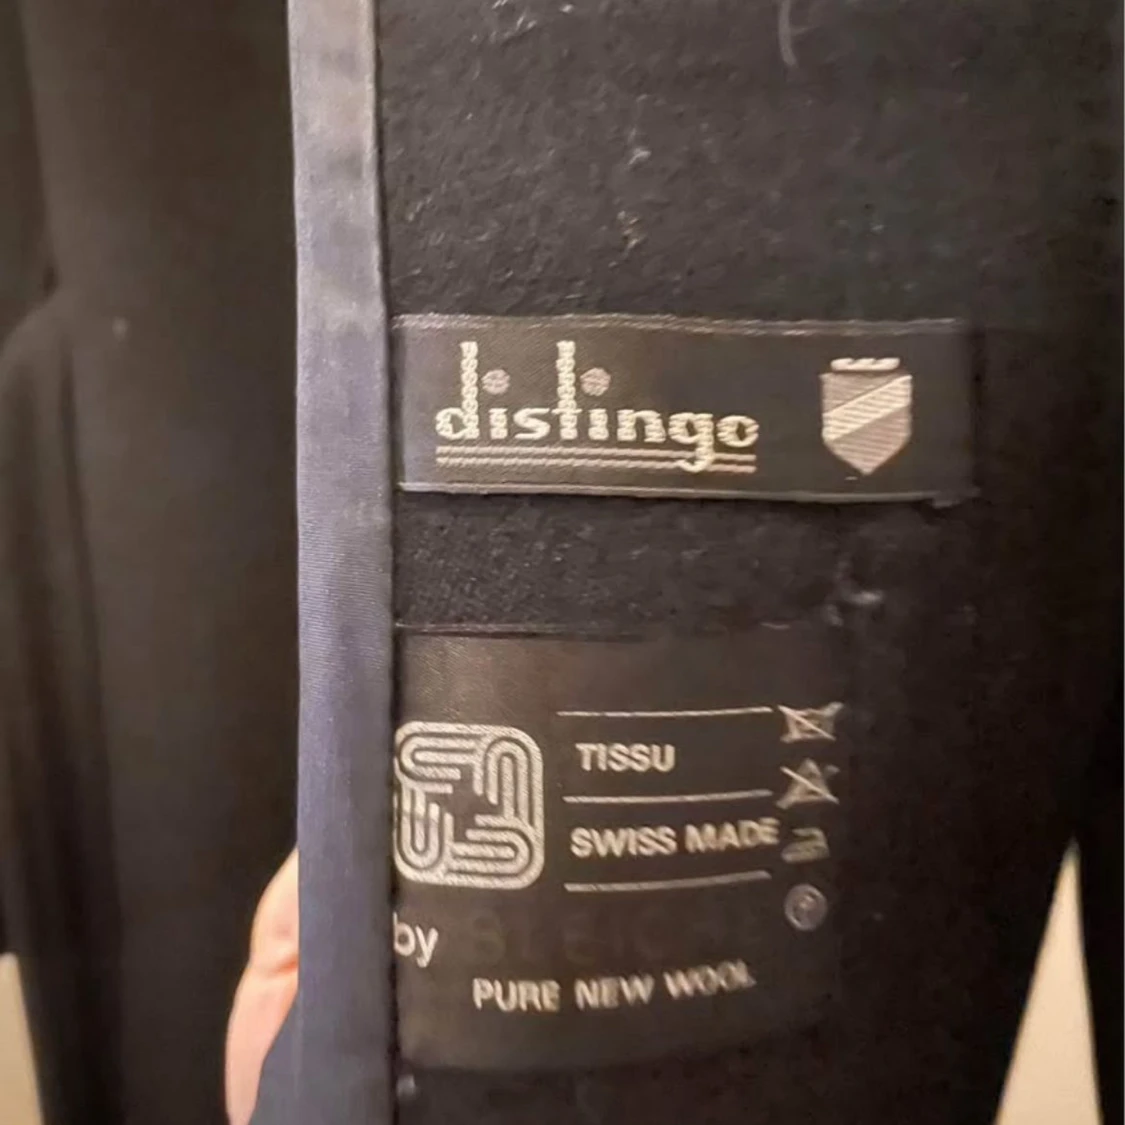 distingo
TISSU
SWISS MADE
by
PURE NEW WOOL